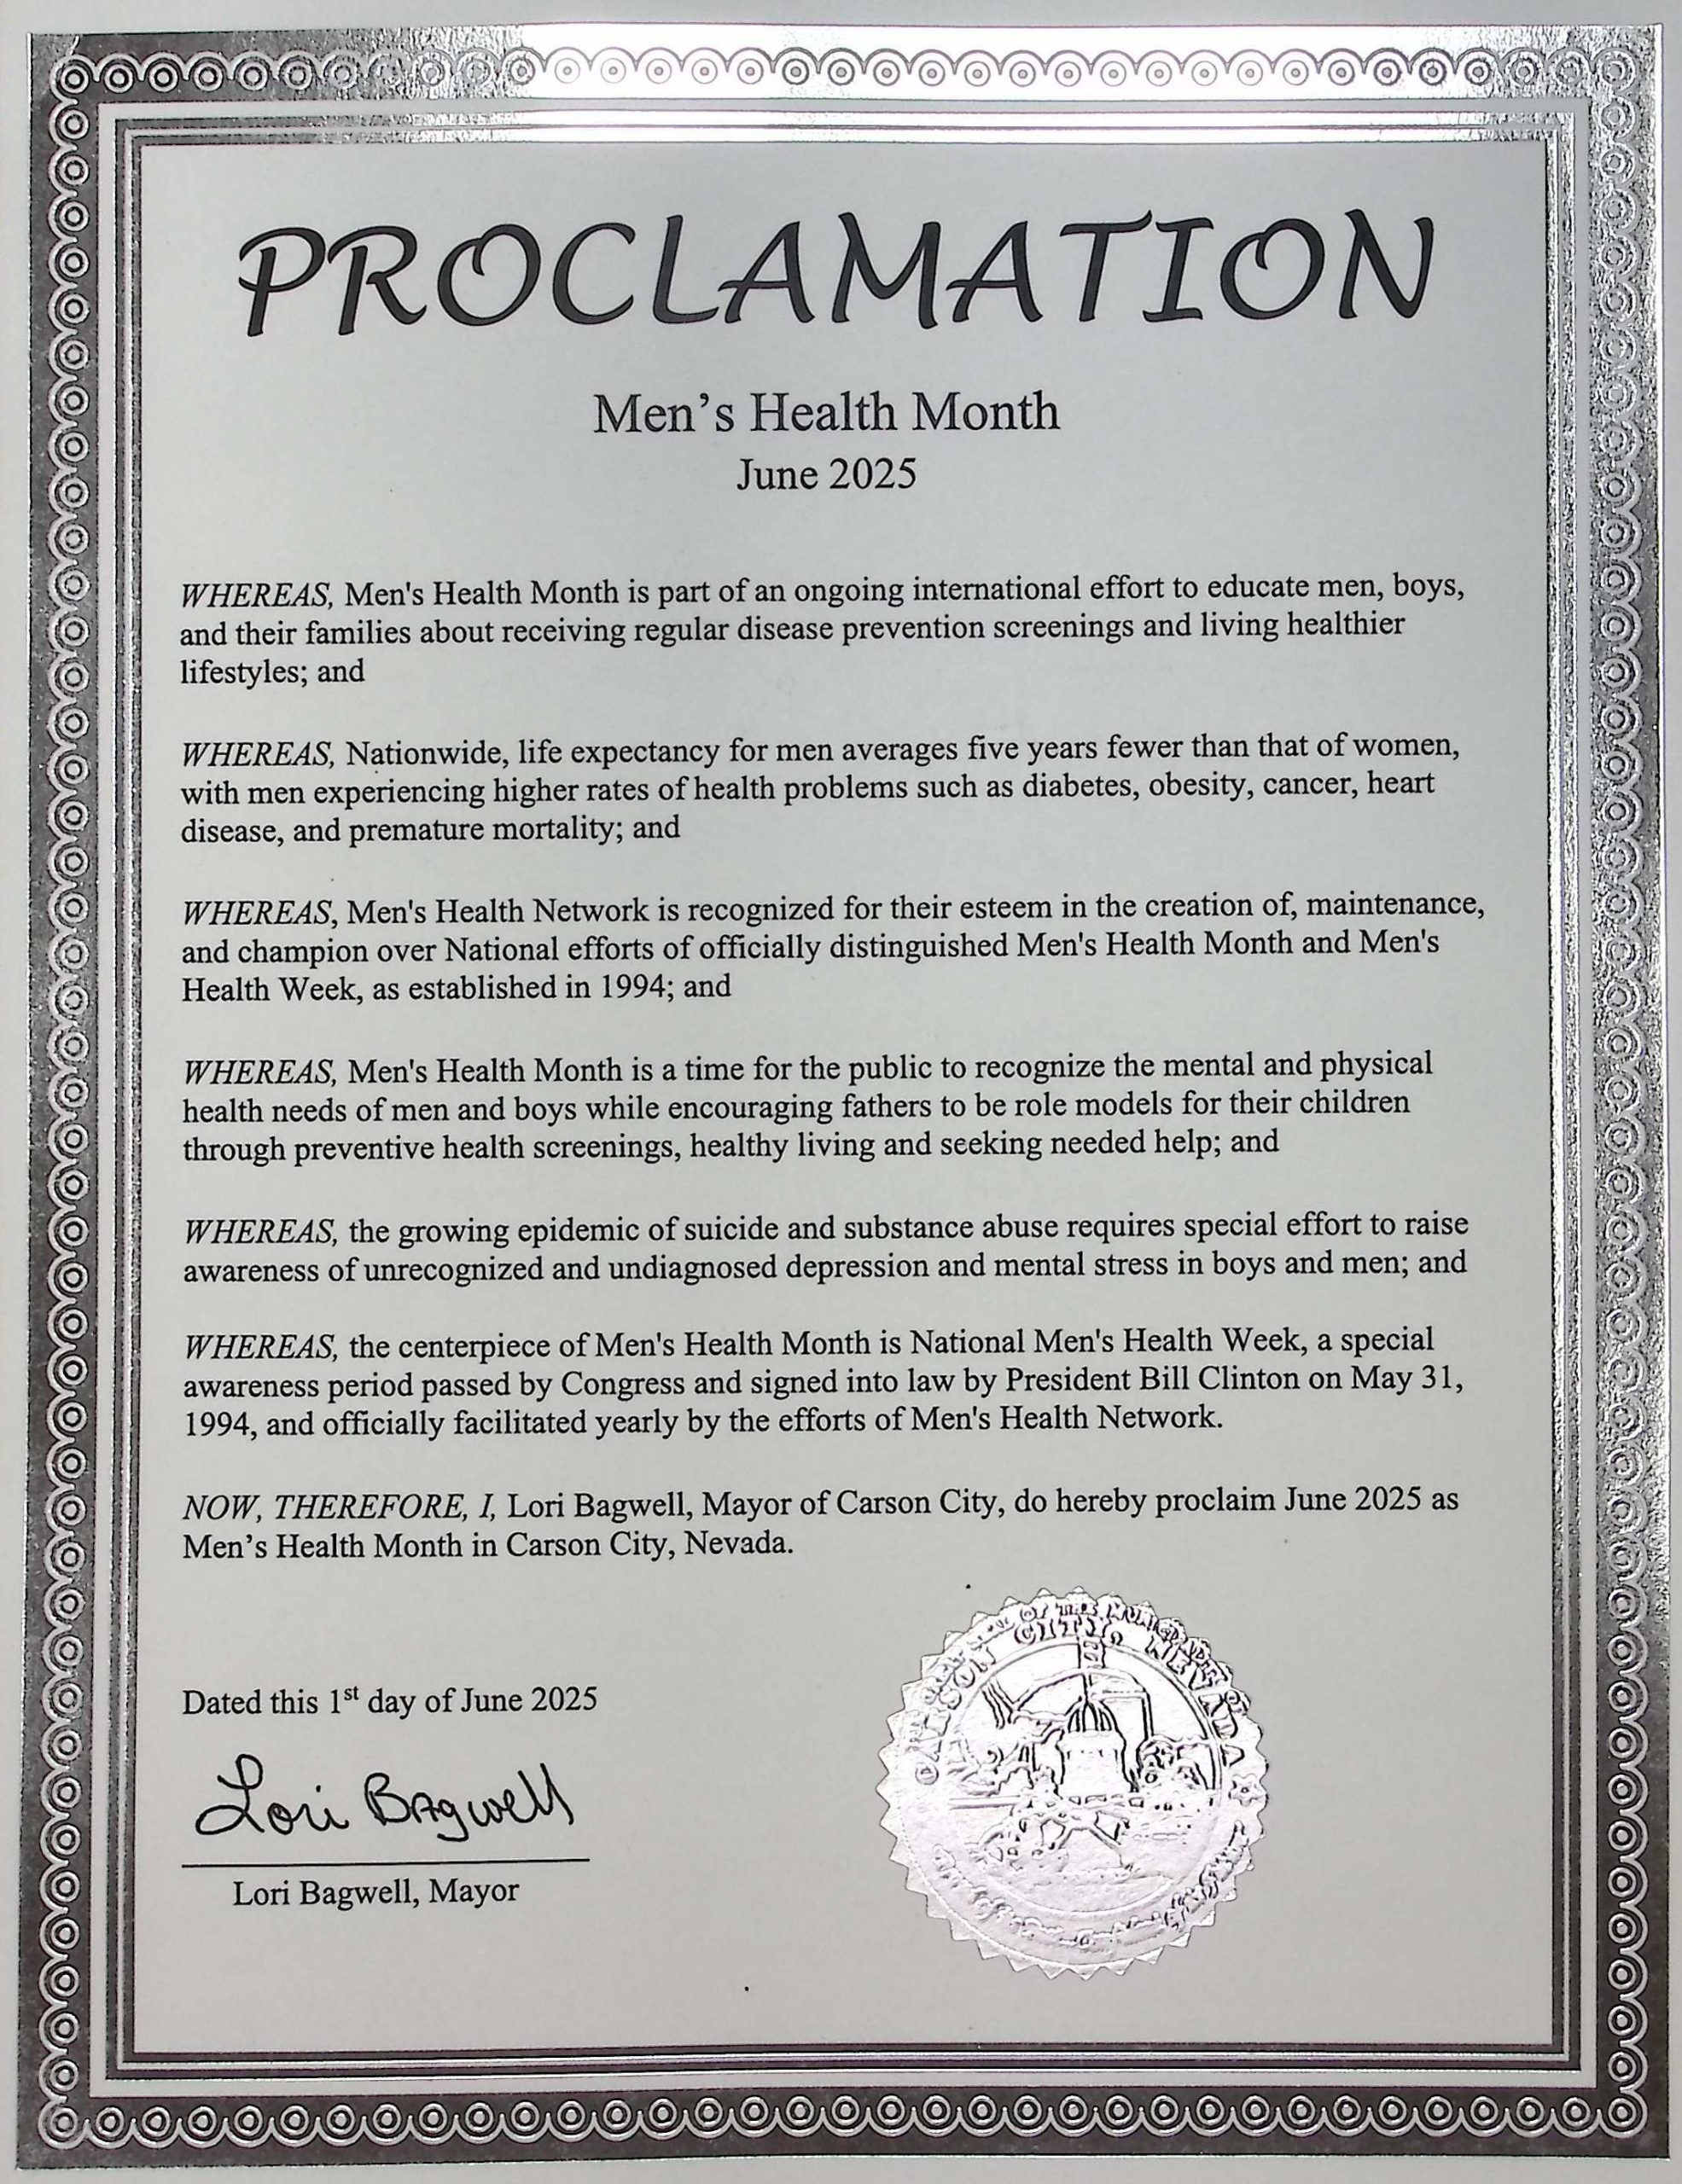 PROCLAMATION
Men’s Health Month
June 2025
WHEREAS, Men's Health Month is part of an ongoing international effort to educate men, boys,
and their families about receiving regular disease prevention screenings and living healthier
lifestyles; and
WHEREAS, Nationwide, life expectancy for men averages five years fewer than that of women,
with men experiencing higher rates of health problems such as diabetes, obesity, cancer, heart
disease, and premature mortality; and
WHEREAS, Men's Health Network is recognized for their esteem in the creation of, maintenance,
and champion over National efforts of officially distinguished Men's Health Month and Men's
Health Week, as established in 1994; and
WHEREAS, Men's Health Month is a time for the public to recognize the mental and physical
health needs of men and boys while encouraging fathers to be role models for their children
through preventive health screenings, healthy living and seeking needed help; and
WHEREAS, the growing epidemic of suicide and substance abuse requires special effort to raise
awareness of unrecognized and undiagnosed depression and mental stress in boys and men; and
WHEREAS, the centerpiece of Men's Health Month is National Men's Health Week, a special
awareness period passed by Congress and signed into law by President Bill Clinton on May 31,
1994, and officially facilitated yearly by the efforts of Men's Health Network.
NOW, THEREFORE, I, Lori Bagwell, Mayor of Carson City, do hereby proclaim June 2025 as
Men’s Health Month in Carson City, Nevada.
OF THE
CARSON CITY, NEVADA
Dated this 1st day of June 2025
Lori Bagwell
Lori Bagwell, Mayor